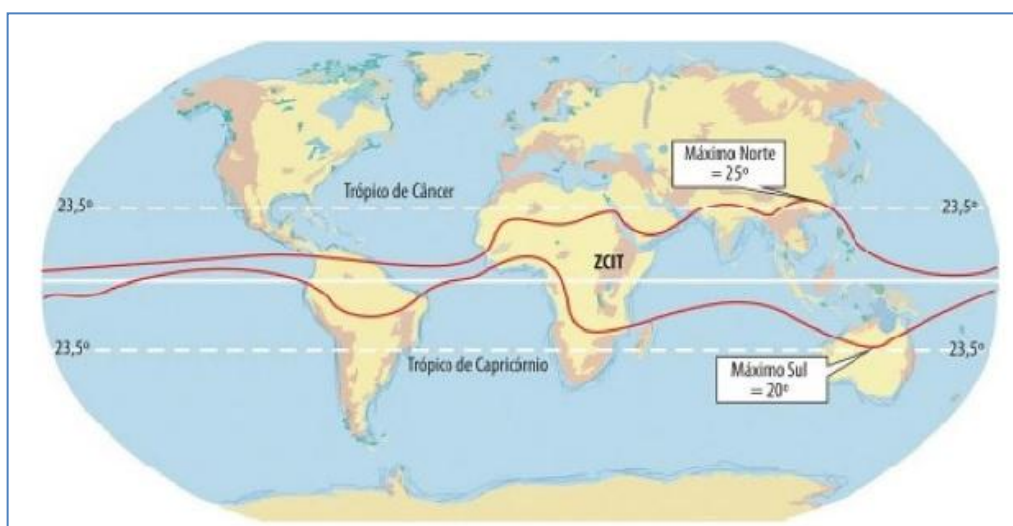 Máximo Norte
= 25º
Trópico de Câncer
23,5º
23,5º
ZCIT
23,5º
23,5º
Trópico de Capricórnio
Máximo Sul
= 20º